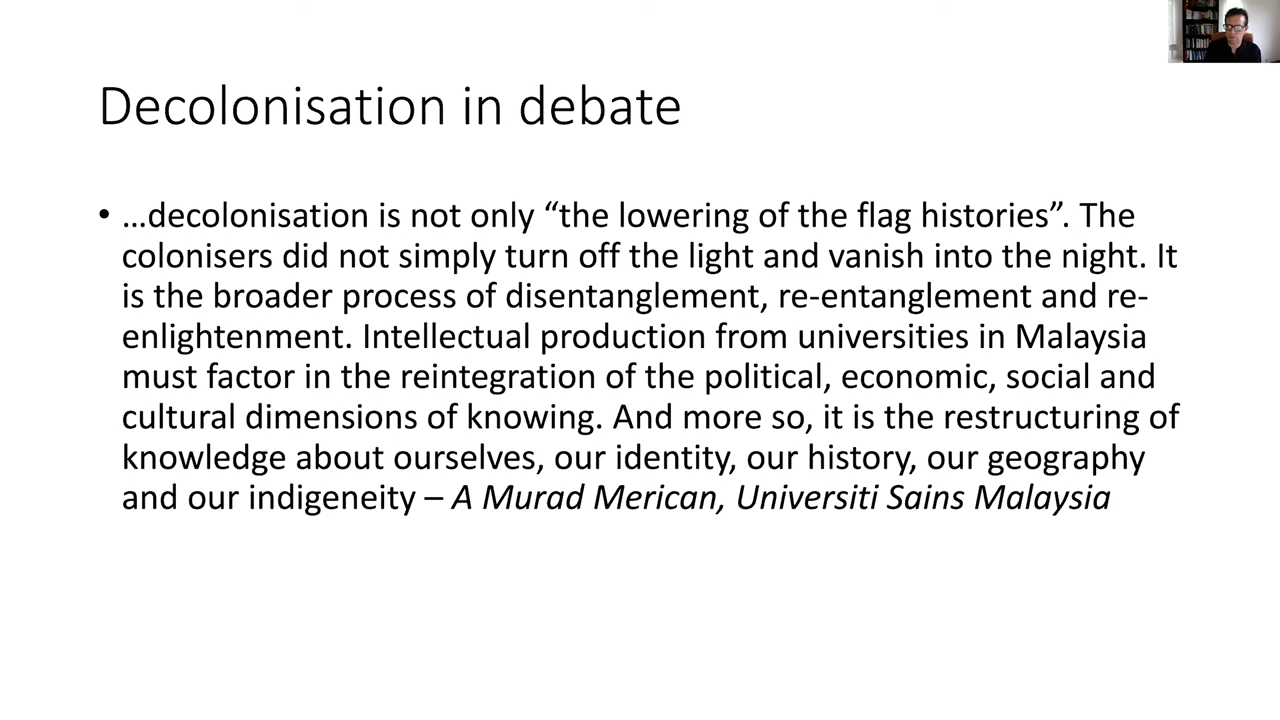 Decolonisation in debate
• …decolonisation is not only “the lowering of the flag histories”. The
colonisers did not simply turn off the light and vanish into the night. It
is the broader process of disentanglement, re-entanglement and re-
enlightenment. Intellectual production from universities in Malaysia
must factor in the reintegration of the political, economic, social and
cultural dimensions of knowing. And more so, it is the restructuring of
knowledge about ourselves, our identity, our history, our geography
and our indigeneity – A Murad Merican, Universiti Sains Malaysia